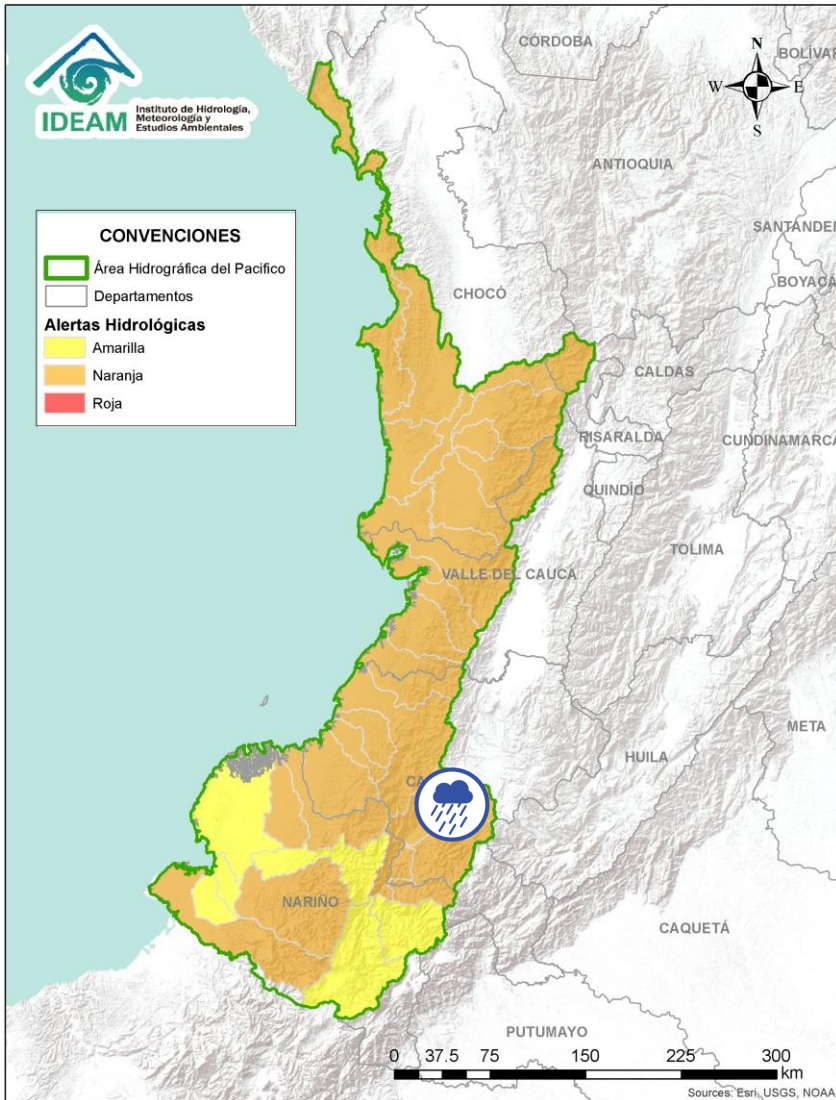 IDEAM
Instituto de Hidrología,
Meteorología y
Estudios Ambientales
CÓRDOBA
BOLÍVAR
N
W
E
S
ANTIOQUIA
SANTANDER
BOYACÁ
CONVENCIONES
Área Hidrográfica del Pacifico
Departamentos
Alertas Hidrológicas
Amarilla
Naranja
Roja
CHOCÓ
CALDAS
RISARALDA
CUNDINAMARCA
QUINDÍO
TOLIMA
VALLE DEL CAUCA
META
HUILA
CA
NARIÑO
CAQUETÁ
PUTUMAYO
0 37.5 75 150 225 300
km
Sources: Esri, USGS, NOAA